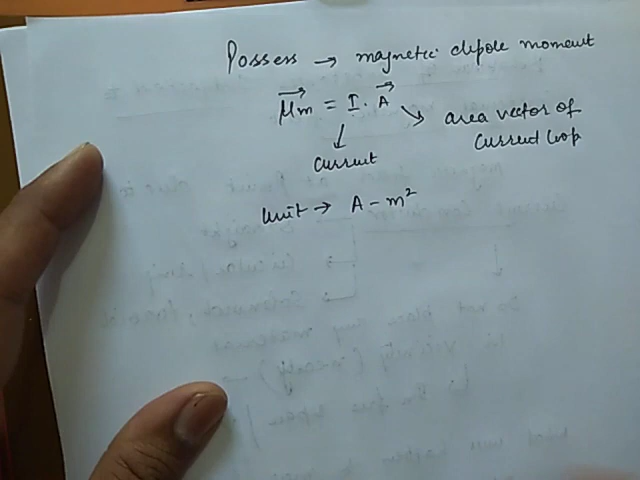 Possess → magnetic dipole moment
μm = I. A → area vector of
current loop
current
unit → A-m²